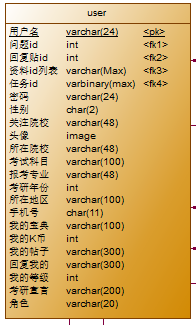 user
用户名 varchar(24) <pk>
问题id int <fk1>
回复贴id int <fk2>
资料id列表 varchar(Max) <fk3>
任务id varbinary(max) <fk4>
密码 varchar(24)
性别 char(2)
关注院校 varchar(48)
头像 image
所在院校 varchar(48)
考试科目 varchar(100)
报考专业 varchar(48)
考研年份 int
所在地区 varchar(100)
手机号 char(11)
我的宝典 varchar(100)
我的K币 int
我的帖子 varchar(300)
回复我的 varchar(300)
我的等级 int
考研宣言 varchar(200)
角色 varchar(20)